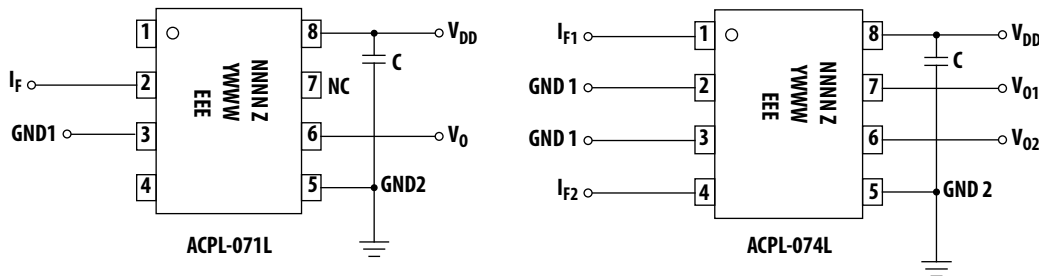 1
8
V_DD
C
I_F
2
NNNN Z
YWWW
EEE
7
NC
GND1
3
6
V_O
4
5
GND2
ACPL-071L
I_F1
1
8
V_DD
C
GND 1
2
NNNN Z
YWWW
EEE
7
V_O1
GND 1
3
6
V_O2
I_F2
4
5
GND 2
ACPL-074L